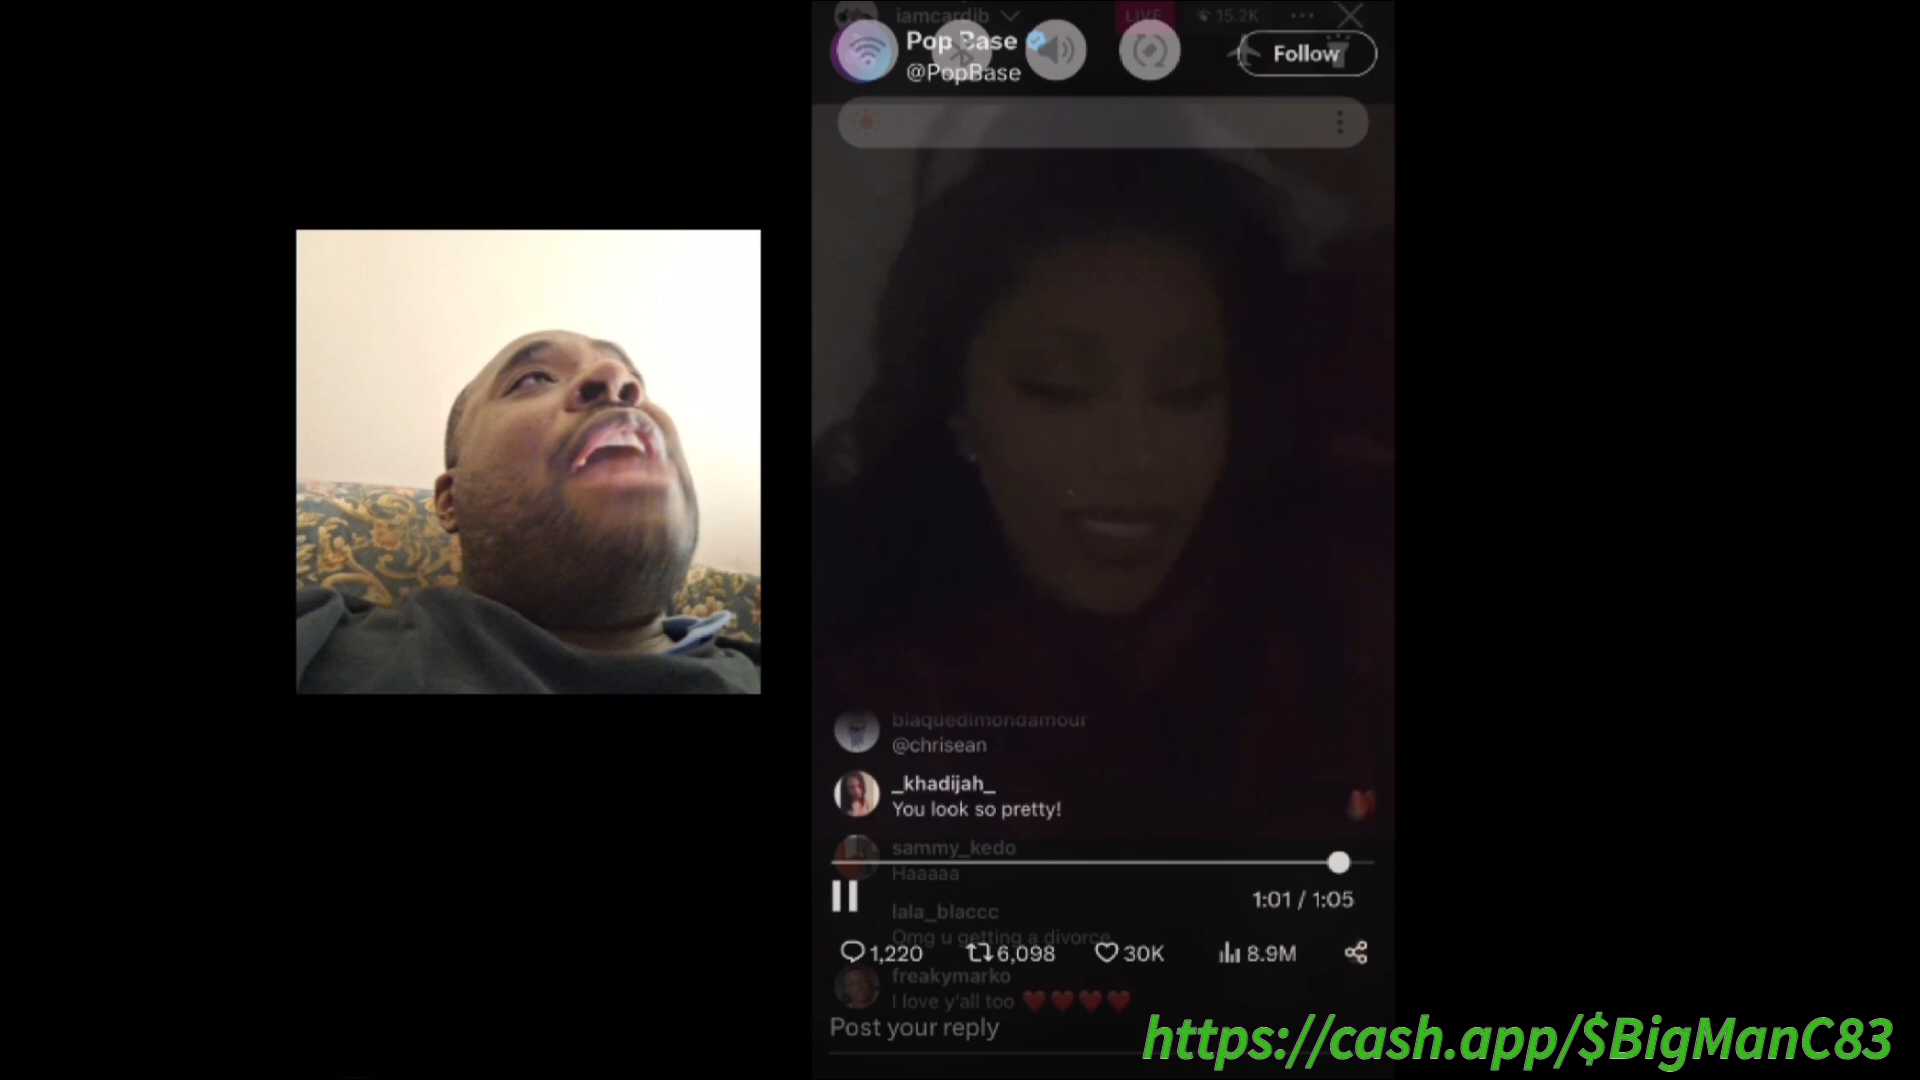 iamcardib
LIVE
15.2K
Pop Base
@PopBase
Follow
blaquedimondamour
@chrisean
_khadijah_
You look so pretty!
sammy_kedo
Haaaaa
1:01 / 1:05
lala_blaccc
Omg u getting a divorce
1,220
6,098
30K
8.9M
freakymarko
I love y'all too ❤️❤️❤️❤️
Post your reply
https://cash.app/$BigManC83